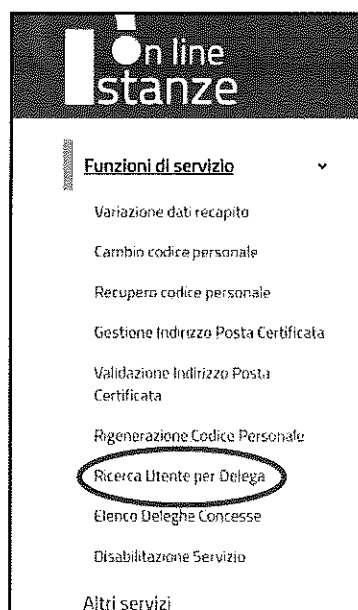 On line
Istanze
Funzioni di servizio
Variazione dati recapito
Cambio codice personale
Recupero codice personale
Gestione Indirizzo Posta Certificata
Validazione Indirizzo Posta
Certificata
Rigenerazione Codice Personale
Ricerca Utente per Delega
Elenco Deleghe Concesse
Disabilitazione Servizio
Altri servizi